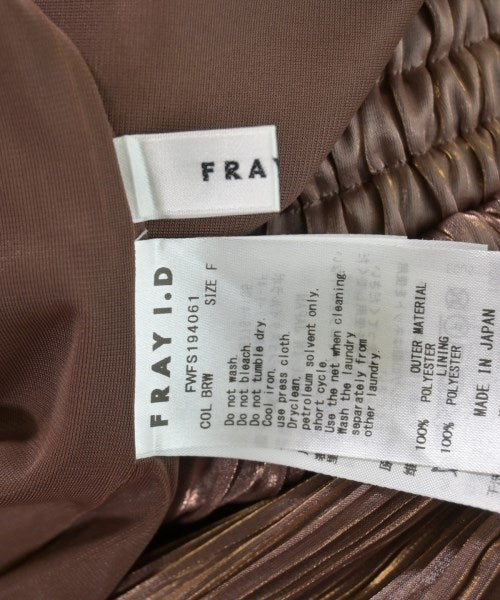 FRAY
FRAY I.D
FWFS194061
COL BRW SIZE F
Do not wash.
Do not bleach.
Do not tumble dry.
Cool iron.
use press cloth
Dryclean,
petroleum solvent only.
short cycle
Use the net when cleaning
Wash the laundry
separately from
other laundry.
OUTER MATERIAL
100% POLYESTER
LINING
100% POLYESTER
MADE IN JAPAN